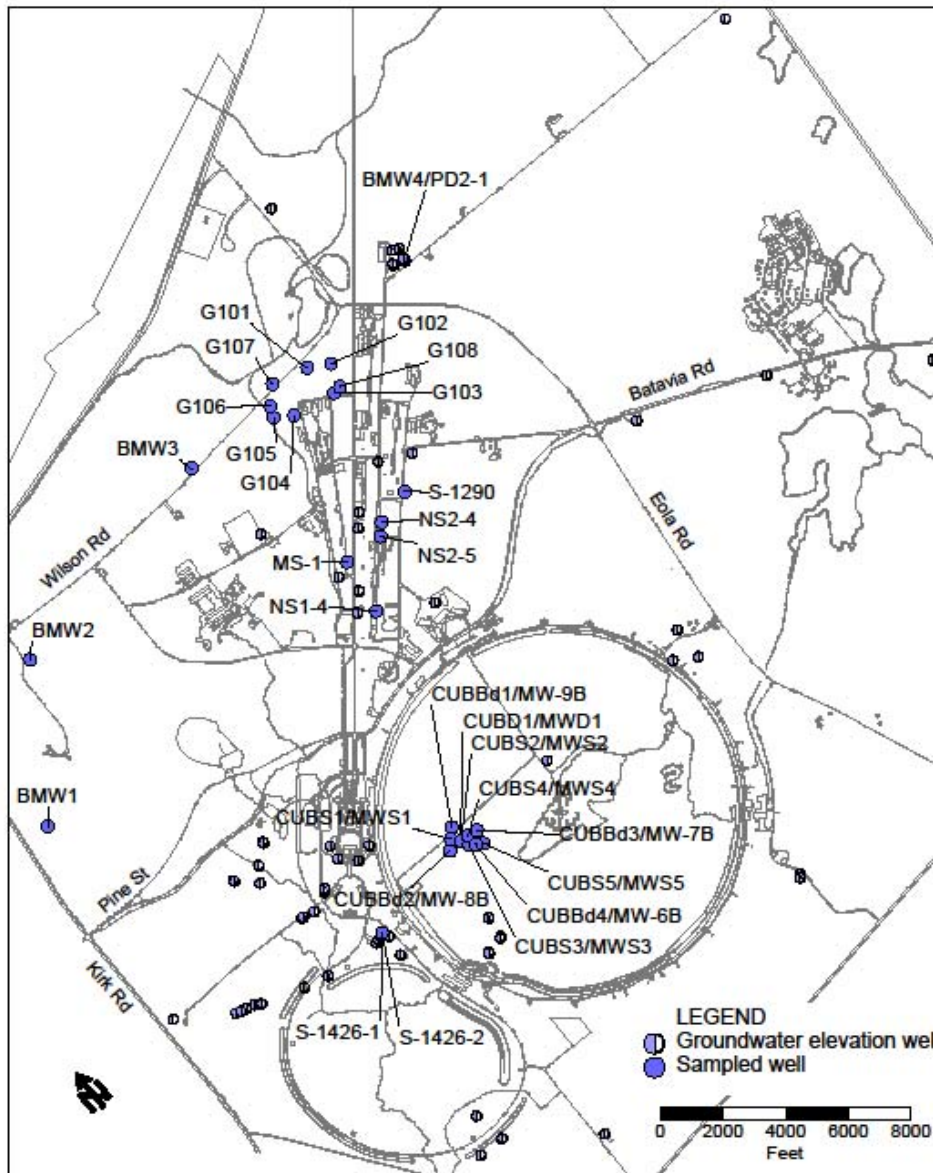 BMW4/PD2-1
G101
G102
G107
G108
G106
G103
Batavia Rd
BMW3
G105
G104
S-1290
Eola Rd
NS2-4
Wilson Rd
NS2-5
MS-1
NS1-4
BMW2
CUBBd1/MW-9B
CUBD1/MWD1
CUBS2/MWS2
CUBS4/MWS4
BMW1
CUBS1/MWS1
CUBBd3/MW-7B
CUBS5/MWS5
Pine St
CUBBd2/MW-8B
CUBBd4/MW-6B
CUBS3/MWS3
Kirk Rd
S-1426-1
S-1426-2
LEGEND
Groundwater elevation wel
Sampled well
N
0 2000 4000 6000 8000
Feet